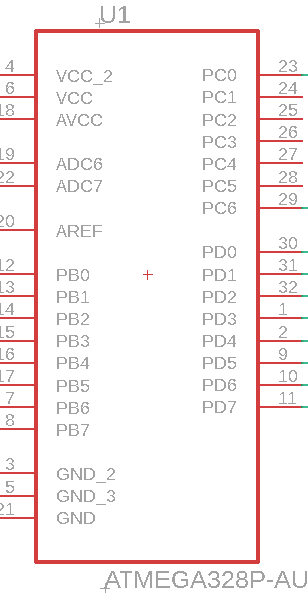 U1
4 VCC_2 PC0 23
6 VCC PC1 24
18 AVCC PC2 25
PC3 26
19 ADC6 PC4 27
22 ADC7 PC5 28
PC6 29
20 AREF
PD0 30
12 PB0 PD1 31
13 PB1 PD2 32
14 PB2 PD3 1
15 PB3 PD4 2
16 PB4 PD5 9
17 PB5 PD6 10
7 PB6 PD7 11
8 PB7
3 GND_2
5 GND_3
21 GND
ATMEGA328P-AU